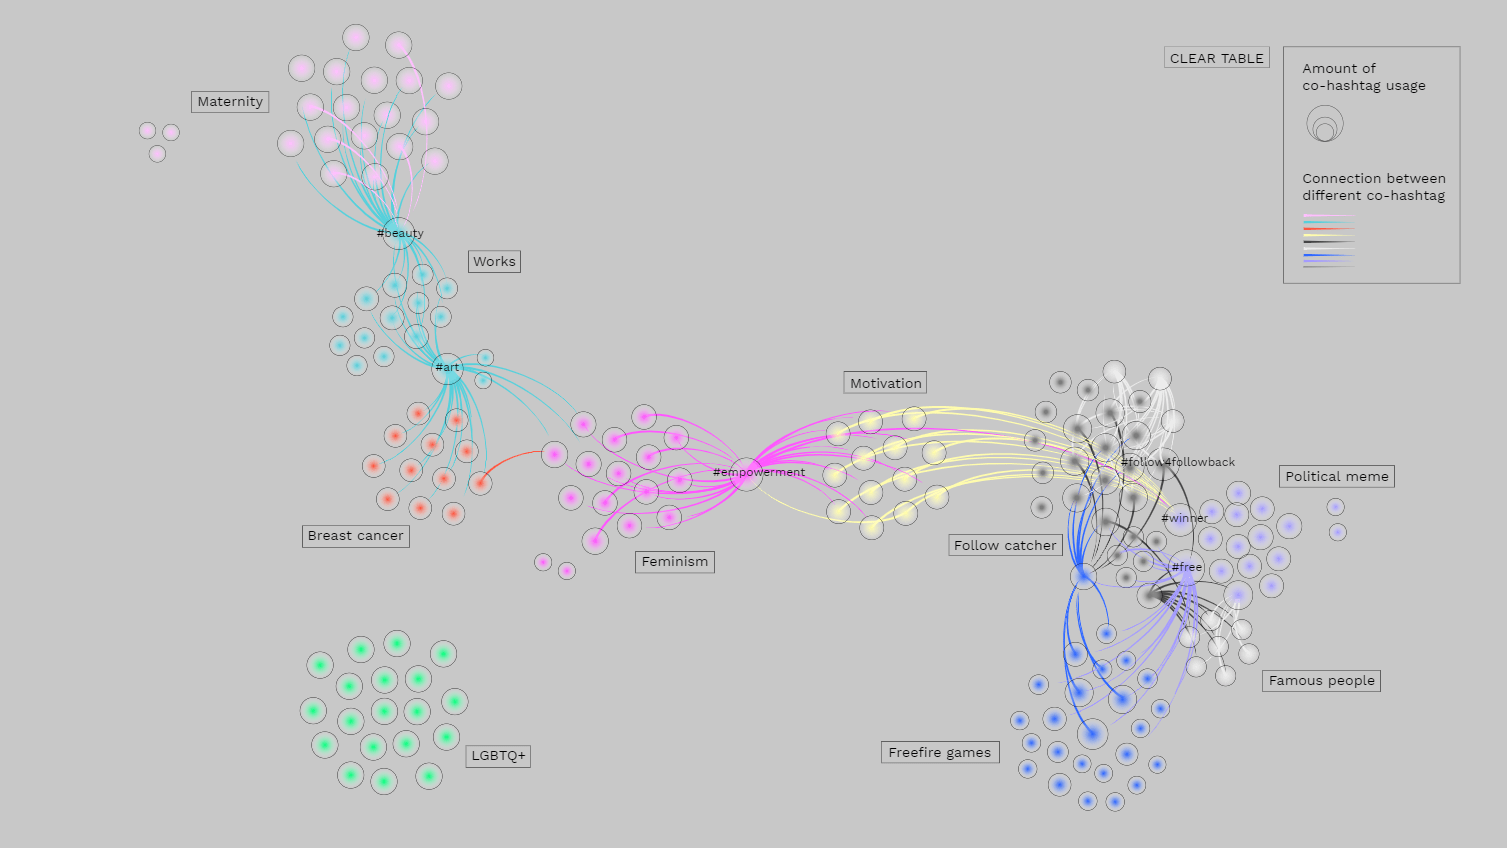 CLEAR TABLE
Amount of
co-hashtag usage
Connection between
different co-hashtag
Maternity
#beauty
Works
#art
Motivation
#empowerment
#follow4followback
Political meme
#winner
Breast cancer
Follow catcher
Feminism
#free
Famous people
LGBTQ+
Freefire games